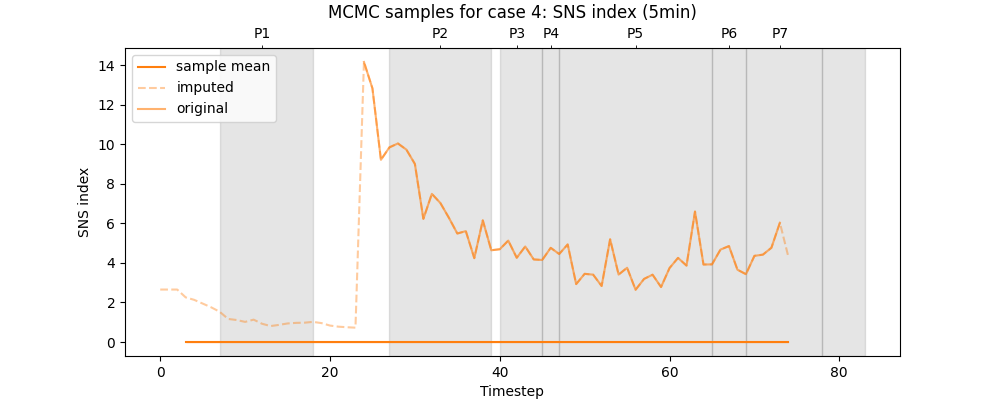 MCMC samples for case 4: SNS index (5min)
P1 P2 P3 P4 P5 P6 P7
sample mean
imputed
original
SNS index
14
12
10
8
6
4
2
0
0 20 40 60 80
Timestep